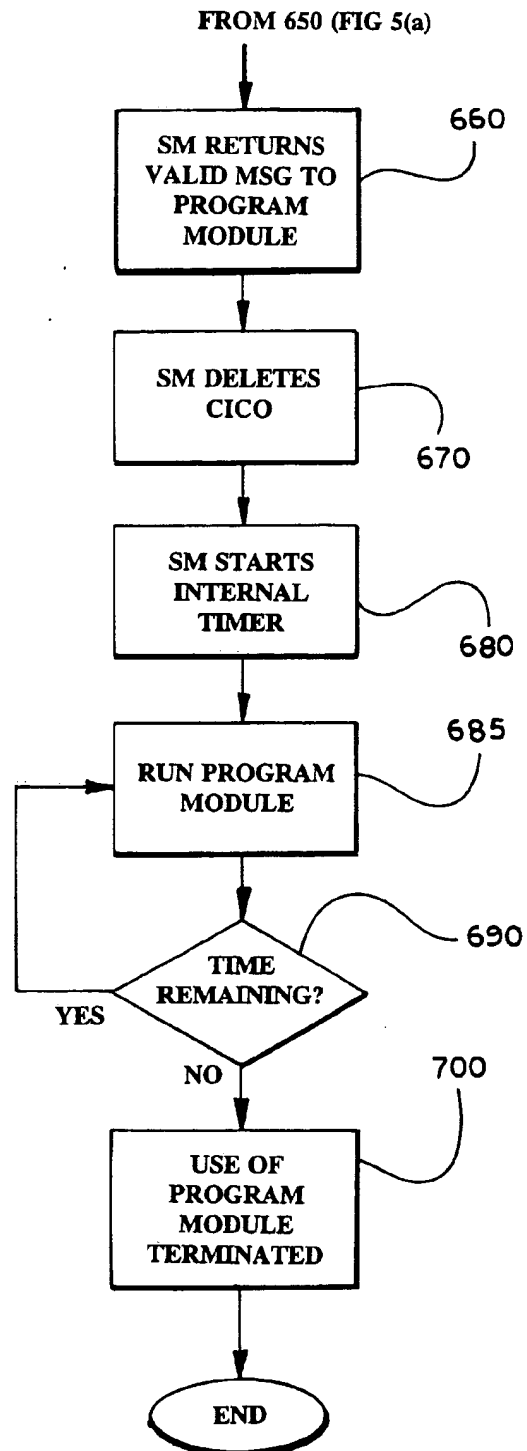 FROM 650 (FIG 5(a)
SM RETURNS
VALID MSG TO
PROGRAM
MODULE
660
SM DELETES
CICO
670
SM STARTS
INTERNAL
TIMER
680
RUN PROGRAM
MODULE
685
TIME
REMAINING?
690
YES
NO
700
USE OF
PROGRAM
MODULE
TERMINATED
END